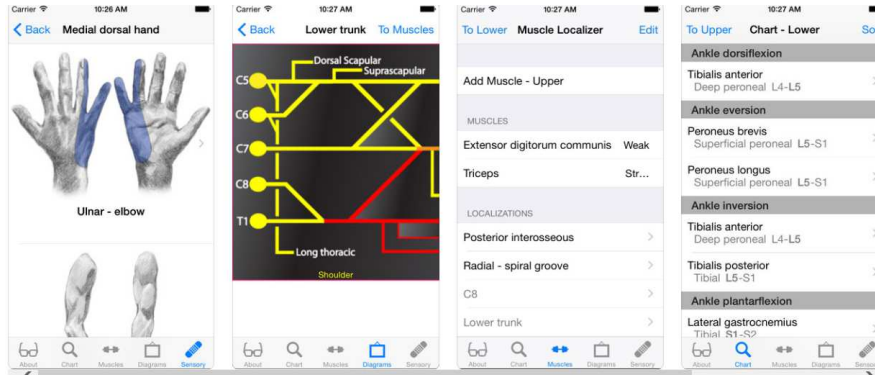 Carrier 10:26 AM
Back Medial dorsal hand
Ulnar - elbow
About Chart Muscles Diagrams Sensory
Carrier 10:27 AM
Back Lower trunk To Muscles
Dorsal Scapular
Suprascapular
C5
C6
C7
C8
T1
Long thoracic
Shoulder
About Chart Muscles Diagrams Sensory
Carrier 10:27 AM
To Lower Muscle Localizer Edit
Add Muscle - Upper
MUSCLES
Extensor digitorum communis Weak
Triceps Str...
LOCALIZATIONS
Posterior interosseous
Radial - spiral groove
C8
Lower trunk
About Chart Muscles Diagrams Sensory
Carrier 10:27 AM
To Upper Chart - Lower So
Ankle dorsiflexion
Tibialis anterior
Deep peroneal L4-L5
Ankle eversion
Peroneus brevis
Superficial peroneal L5-S1
Peroneus longus
Superficial peroneal L5-S1
Ankle inversion
Tibialis anterior
Deep peroneal L4-L5
Tibialis posterior
Tibial L5-S1
Ankle plantarflexion
Lateral gastrocnemius
Tibial S1-S2
About Chart Muscles Diagrams Sensory